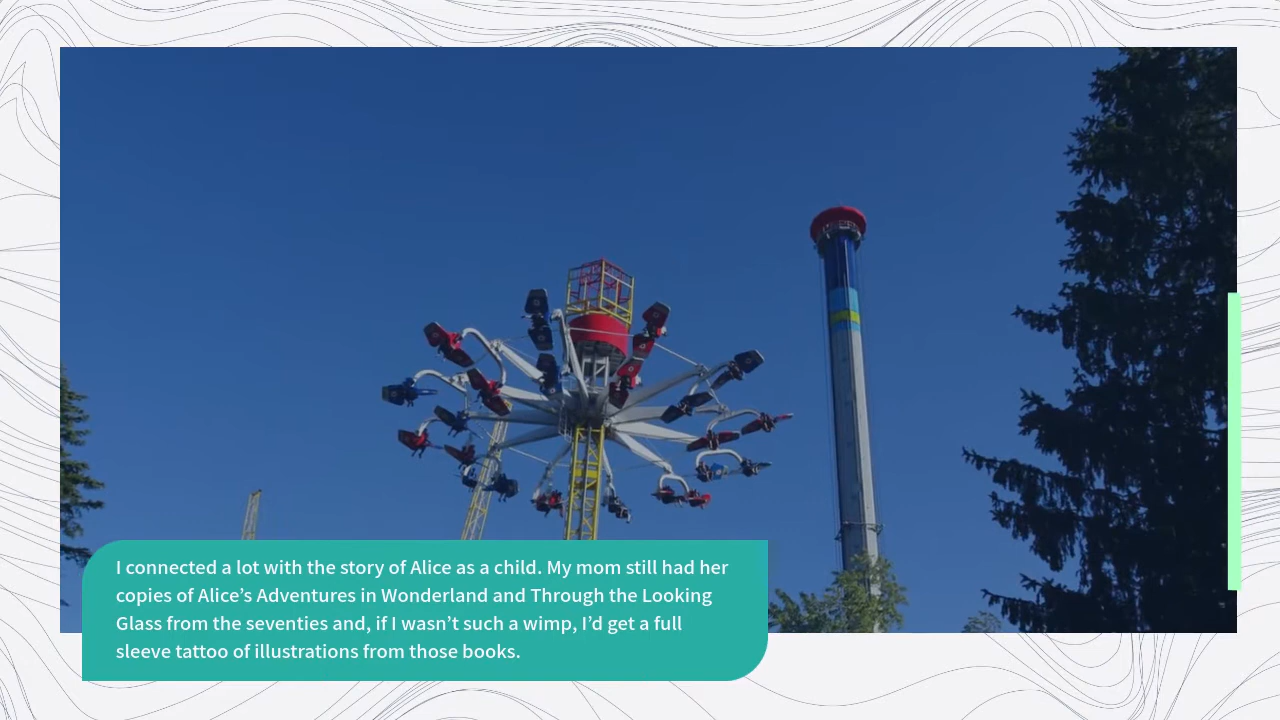 I connected a lot with the story of Alice as a child. My mom still had her
copies of Alice’s Adventures in Wonderland and Through the Looking
Glass from the seventies and, if I wasn’t such a wimp, I’d get a full
sleeve tattoo of illustrations from those books.